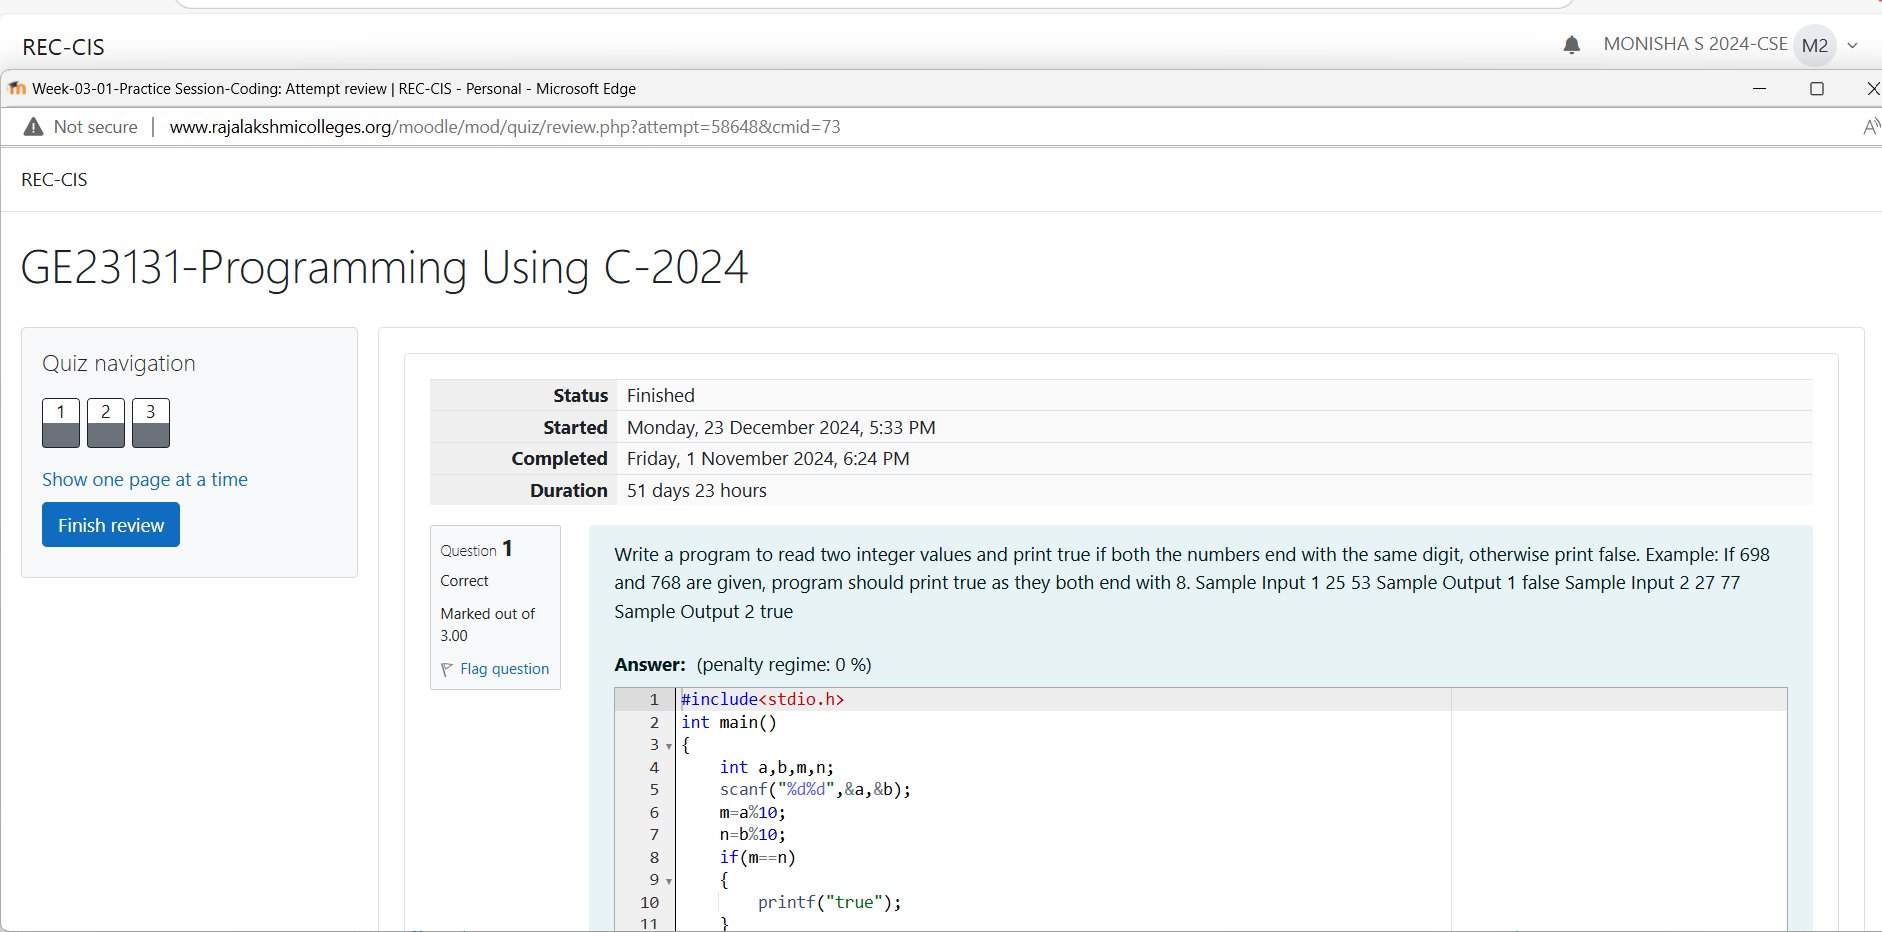 REC-CIS
MONISHA S 2024-CSE M2
Week-03-01-Practice Session-Coding: Attempt review | REC-CIS - Personal - Microsoft Edge
Not secure | www.rajalakshmicolleges.org/moodle/mod/quiz/review.php?attempt=58648&cmid=73
REC-CIS
GE23131-Programming Using C-2024
Quiz navigation
1 2 3
Show one page at a time
Finish review
Status Finished
Started Monday, 23 December 2024, 5:33 PM
Completed Friday, 1 November 2024, 6:24 PM
Duration 51 days 23 hours
Question 1
Correct
Marked out of
3.00
Flag question
Write a program to read two integer values and print true if both the numbers end with the same digit, otherwise print false. Example: If 698
and 768 are given, program should print true as they both end with 8. Sample Input 1 25 53 Sample Output 1 false Sample Input 2 27 77
Sample Output 2 true
Answer: (penalty regime: 0 %)
1 #include<stdio.h>
2 int main()
3 {
4 int a,b,m,n;
5 scanf("%d%d",&a,&b);
6 m=a%10;
7 n=b%10;
8 if(m==n)
9 {
10 printf("true");
11 }